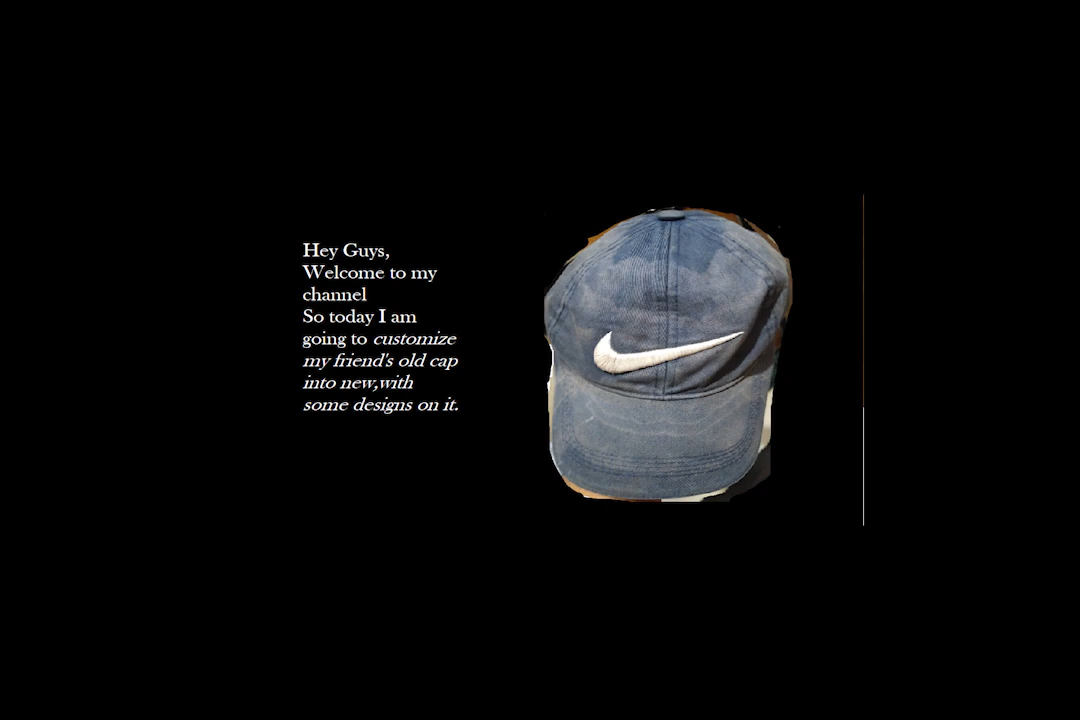 Hey Guys,
Welcome to my
channel
So today I am
going to customize
my friend's old cap
into new,with
some designs on it.